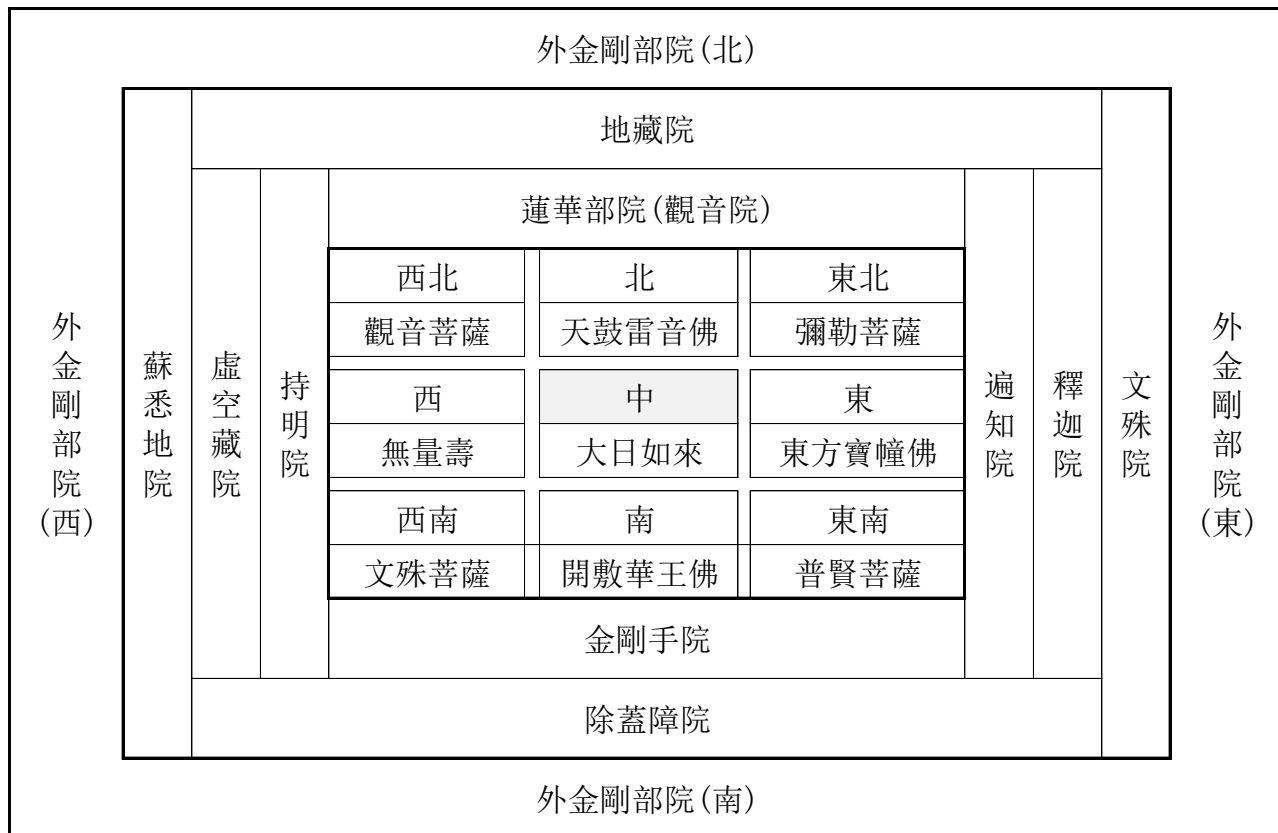 外金剛部院(北)
地藏院
蓮華部院(觀音院)
外金剛部院(西)
蘇悉地院
虛空藏院
持明院
西北
北
東北
觀音菩薩
天鼓雷音佛
彌勒菩薩
西
中
東
無量壽
大日如來
東方寶幢佛
西南
南
東南
文殊菩薩
開敷華王佛
普賢菩薩
遍知院
釋迦院
文殊院
外金剛部院(東)
金剛手院
除蓋障院
外金剛部院(南)